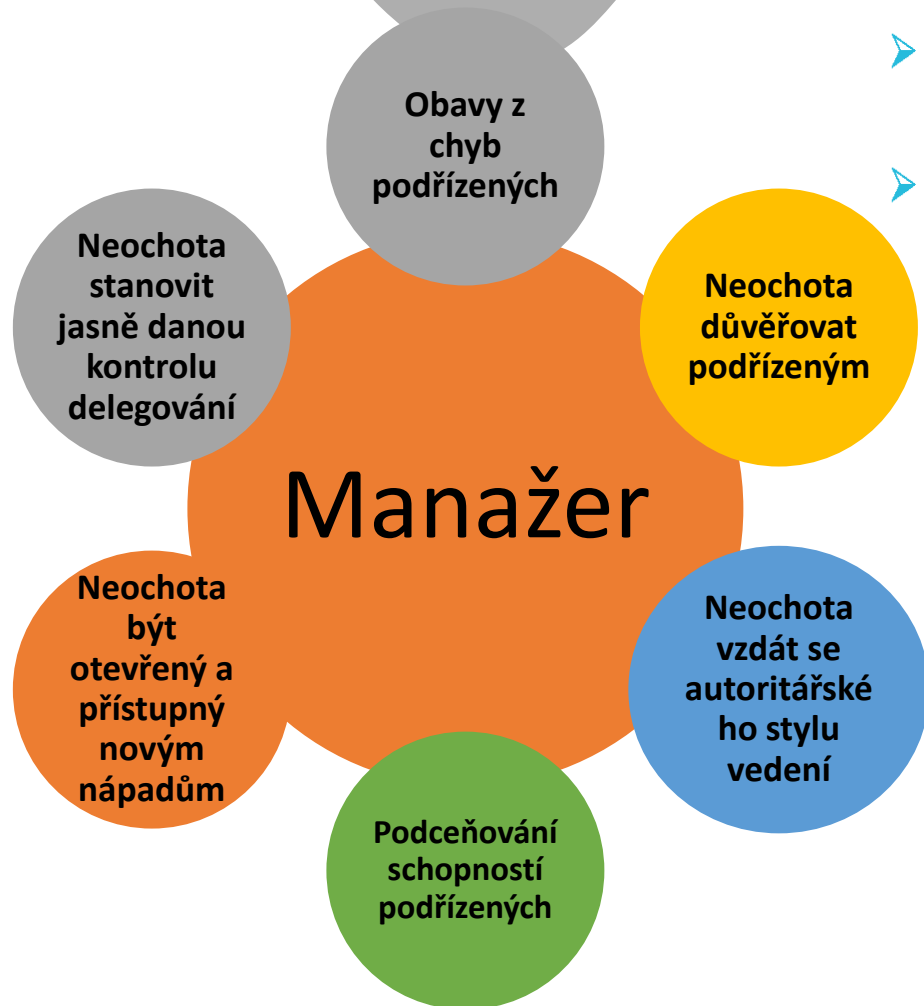 Obavy z
chyb
podřízených
Neochota
důvěřovat
podřízeným
Neochota
vzdát se
autoritářské
ho stylu
vedení
Podceňování
schopností
podřízených
Neochota
být
otevřený a
přístupný
novým
nápadům
Neochota
stanovit
jasně danou
kontrolu
delegování
Manažer